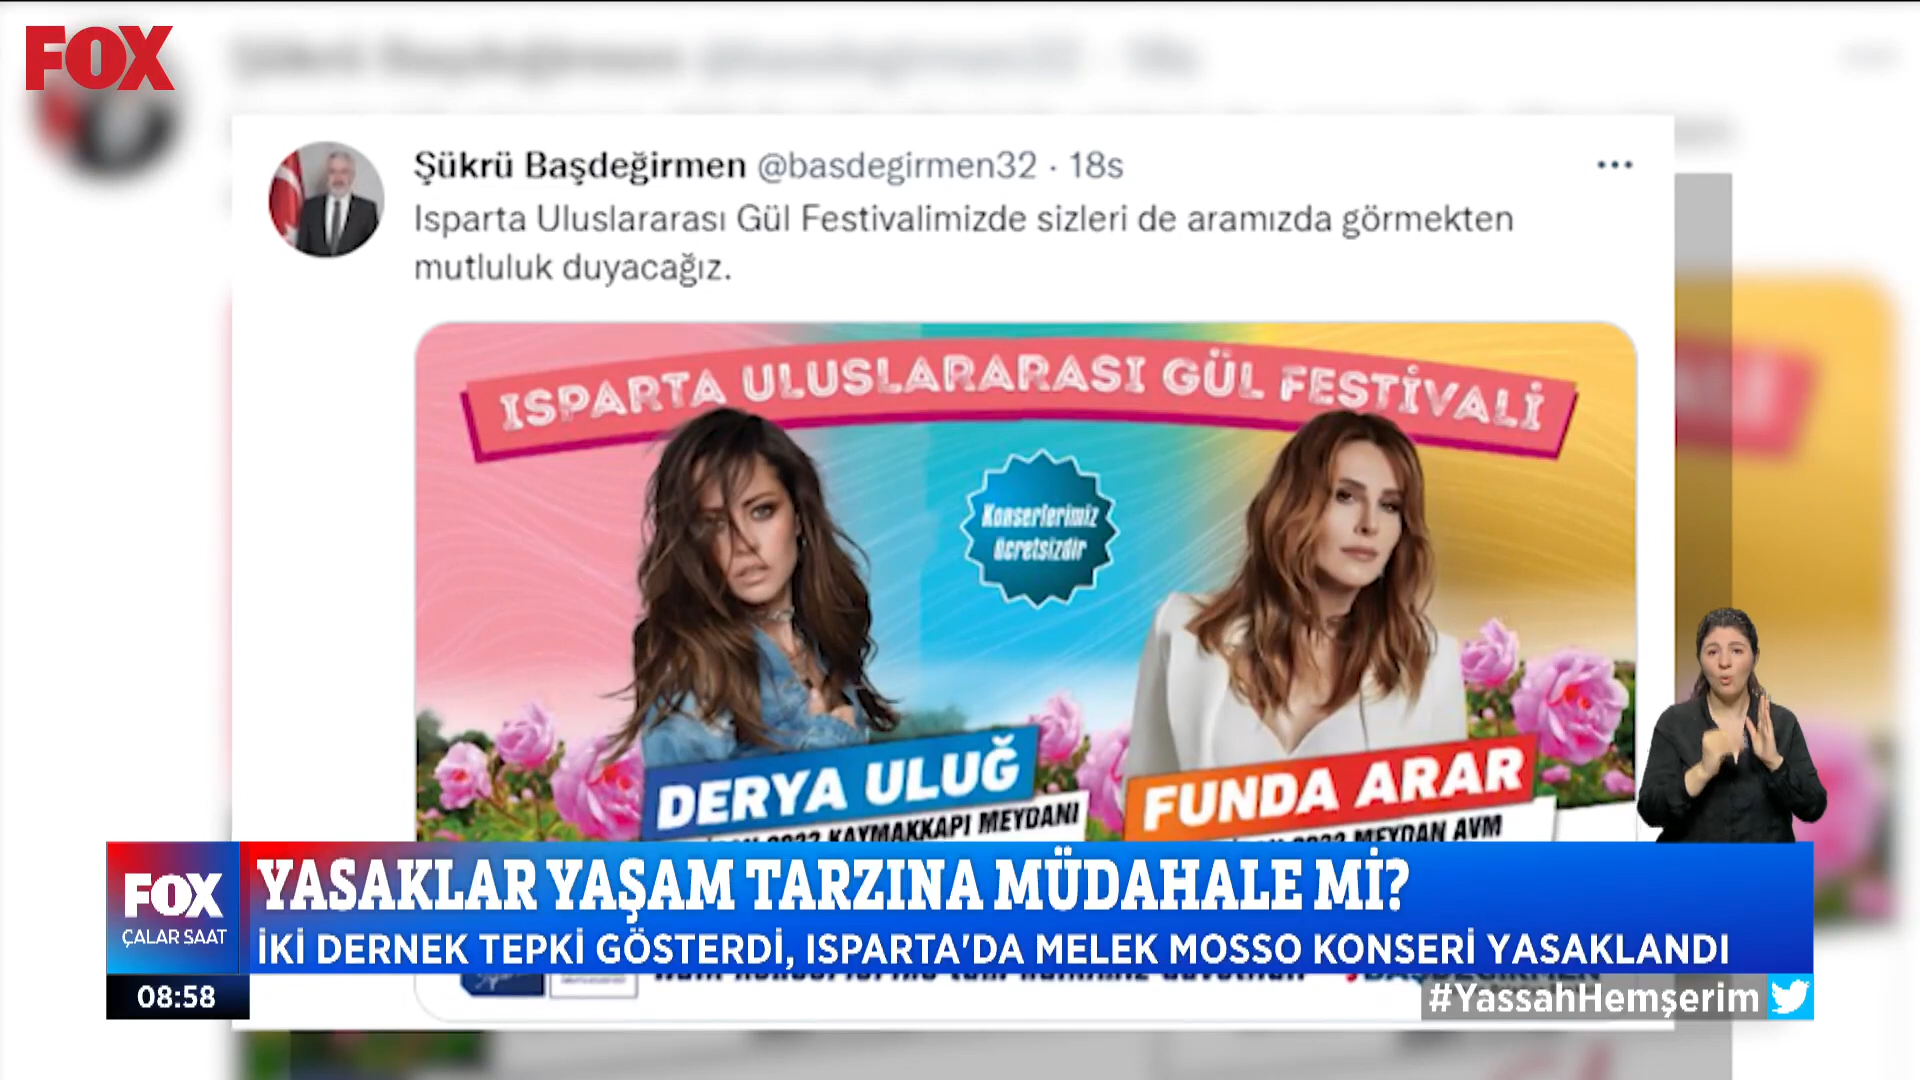 FOX
Şükrü Başdeğirmen @basdegirmen32 · 18s
Isparta Uluslararası Gül Festivalimizde sizleri de aramızda görmekten
mutluluk duyacağız.
ISPARTA ULUSLARARASI GÜL FESTİVALİ
Konserlerimiz
ücretsizdir
DERYA ULUĞ
KAYMAKKAPI MEYDANI
FUNDA ARAR
2022 MEYDAN AVM
FOX
ÇALAR SAAT
YASAKLAR YAŞAM TARZINA MÜDAHALE Mİ?
İKİ DERNEK TEPKİ GÖSTERDİ, ISPARTA'DA MELEK MOSSO KONSERİ YASAKLANDI
08:58
#YassahHemşerim